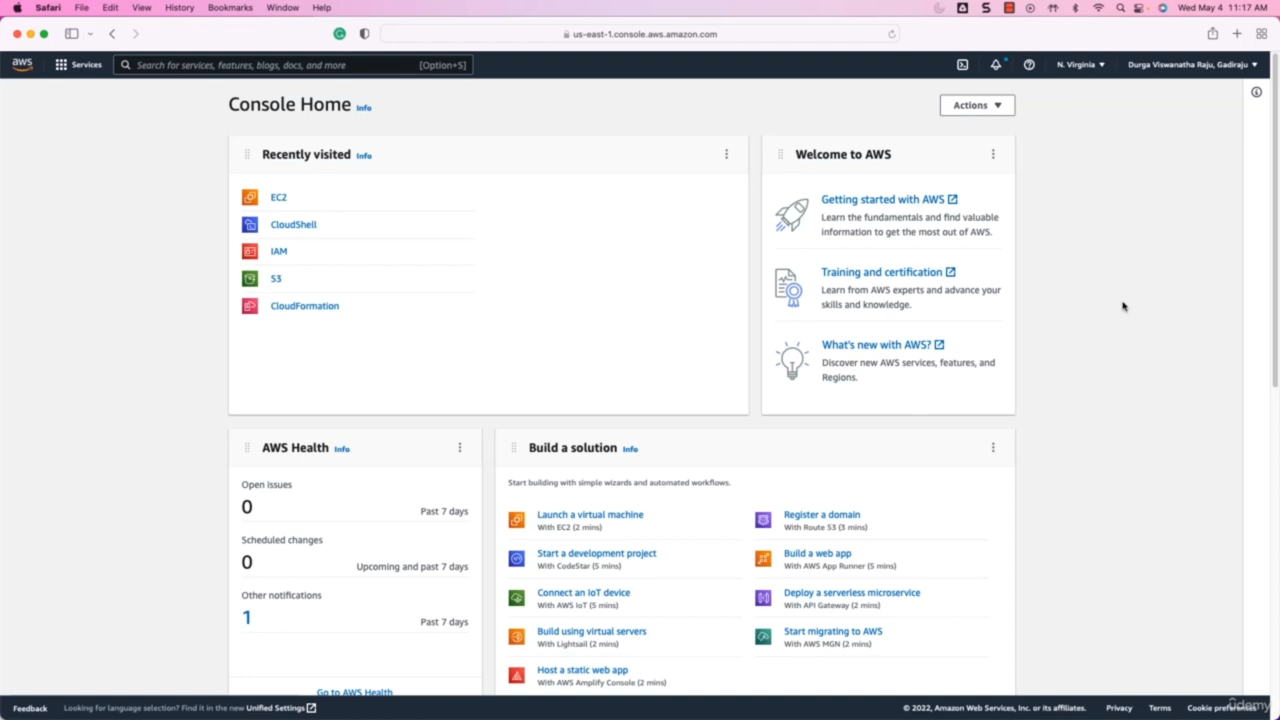 Safari File Edit View History Bookmarks Window Help Wed May 4 11:17 AM
us-east-1.console.aws.amazon.com
aws Services Search for services, features, blogs, docs, and more [Option+S] N. Virginia Durga Viswanatha Raju, Gadiraju
Console Home Info
Actions
Recently visited Info
EC2
CloudShell
IAM
S3
CloudFormation
Welcome to AWS
Getting started with AWS
Learn the fundamentals and find valuable
information to get the most out of AWS.
Training and certification
Learn from AWS experts and advance your
skills and knowledge.
What's new with AWS?
Discover new AWS services, features, and
Regions.
AWS Health Info
Open issues
0 Past 7 days
Scheduled changes
0 Upcoming and past 7 days
Other notifications
1 Past 7 days
Go to AWS Health
Build a solution Info
Start building with simple wizards and automated workflows.
Launch a virtual machine
With EC2 (2 mins)
Start a development project
With CodeStar (5 mins)
Connect an IoT device
With AWS IoT (5 mins)
Build using virtual servers
With Lightsail (2 mins)
Host a static web app
With AWS Amplify Console (2 mins)
Register a domain
With Route 53 (3 mins)
Build a web app
With AWS App Runner (5 mins)
Deploy a serverless microservice
With API Gateway (2 mins)
Start migrating to AWS
With AWS MGN (2 mins)
Feedback Looking for language selection? Find it in the new Unified Settings © 2022, Amazon Web Services, Inc. or its affiliates. Privacy Terms Cookie preferences
udemy